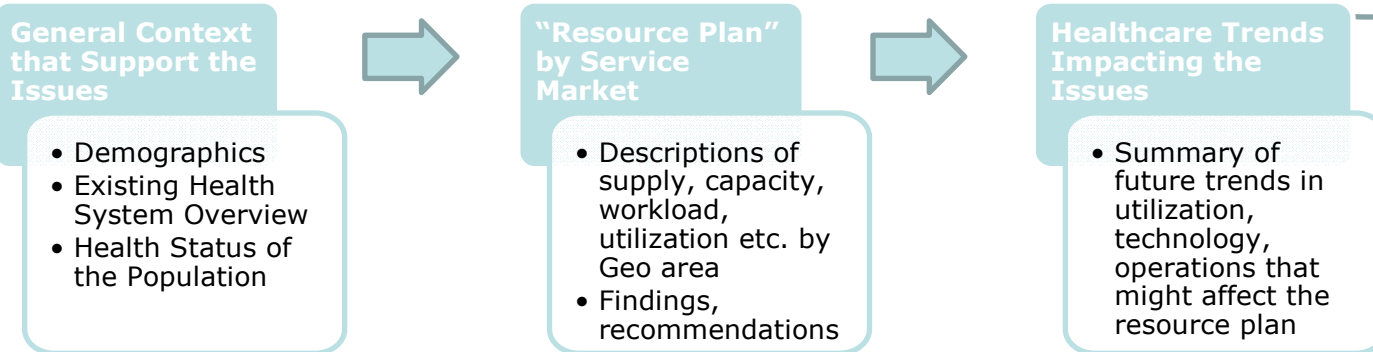 General Context
that Support the
Issues
• Demographics
• Existing Health
System Overview
• Health Status of
the Population
“Resource Plan”
by Service
Market
• Descriptions of
supply, capacity,
workload,
utilization etc. by
Geo area
• Findings,
recommendations
Healthcare Trends
Impacting the
Issues
• Summary of
future trends in
utilization,
technology,
operations that
might affect the
resource plan